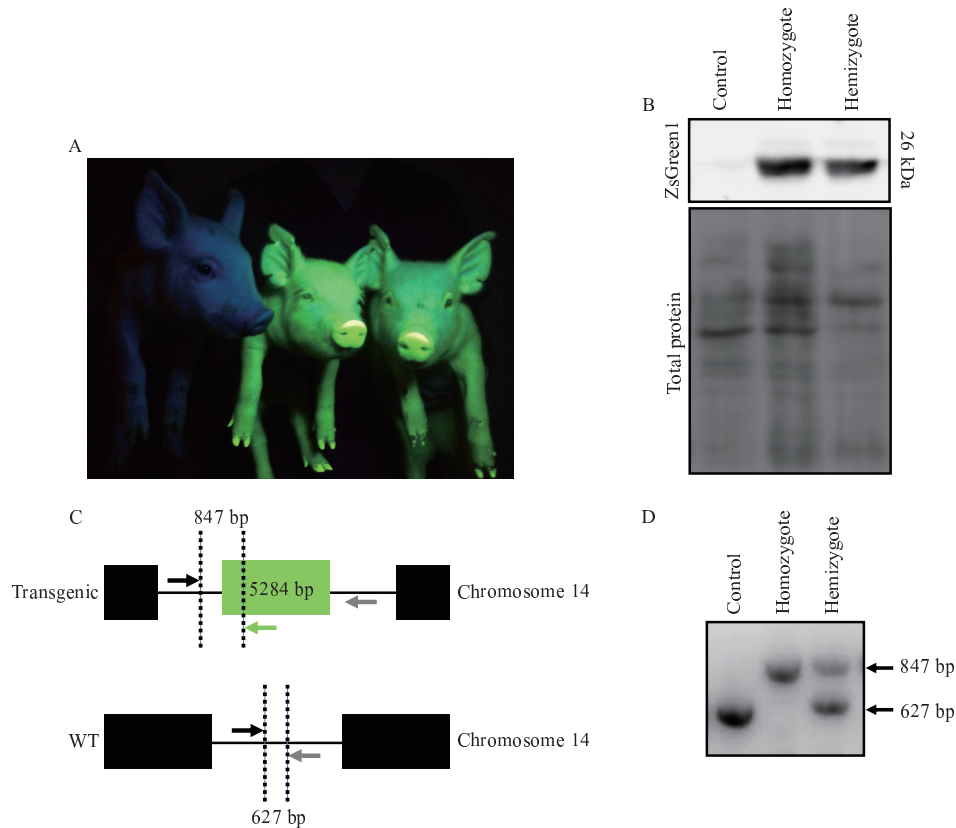 A
B
Control
Homozygote
Hemizygote
ZsGreen1
26 kDa
Total protein
C
847 bp
Transgenic
5284 bp
Chromosome 14
WT
Chromosome 14
627 bp
D
Control
Homozygote
Hemizygote
847 bp
627 bp